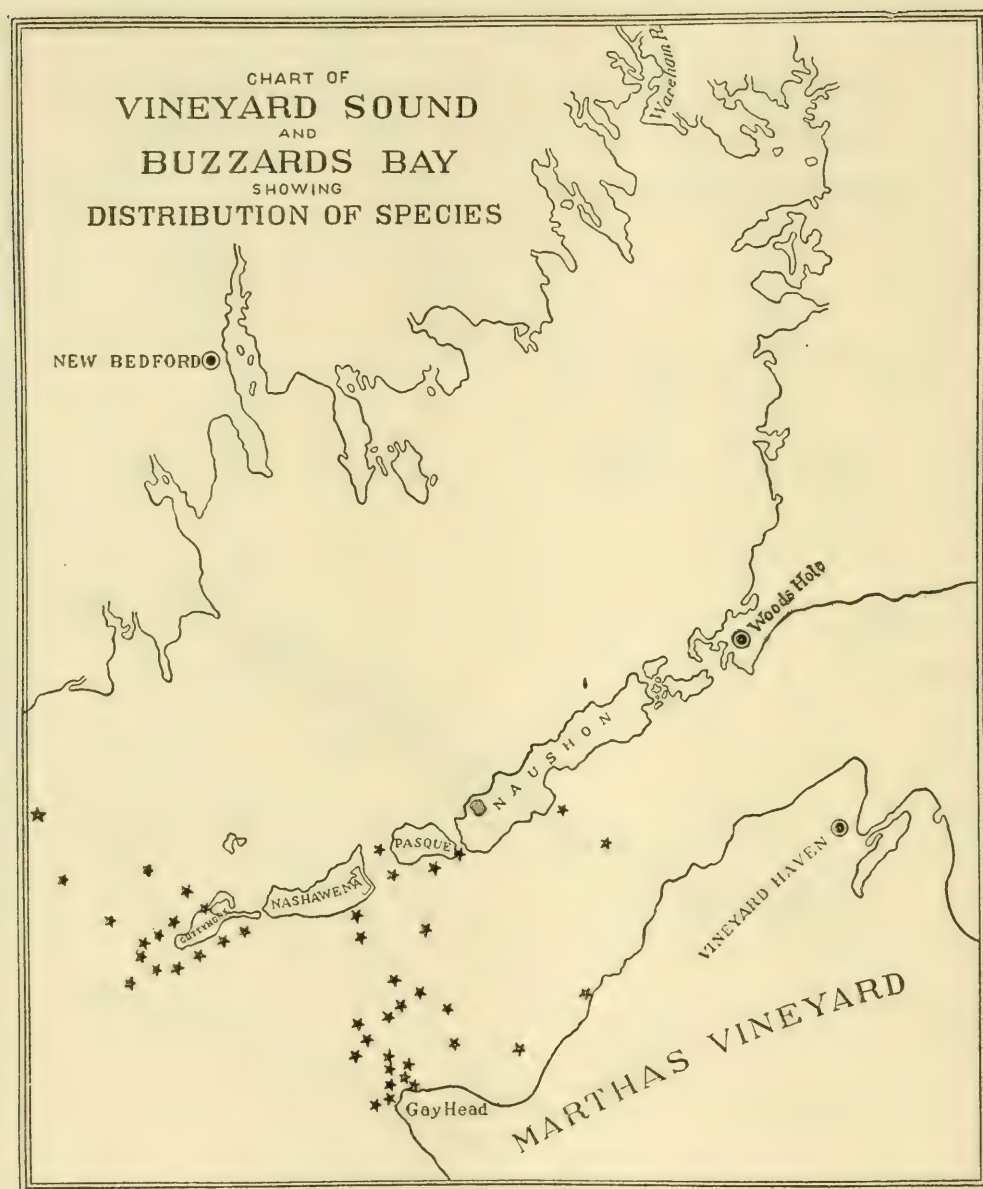 CHART OF
VINEYARD SOUND
AND
BUZZARDS BAY
SHOWING
DISTRIBUTION OF SPECIES
Wareham R.
NEW BEDFORD
Woods Hole
NAUSHON
PASQUE
NASHAWENA
CUTTYHUNK
VINEYARD HAVEN
MARTHAS VINEYARD
Gay Head